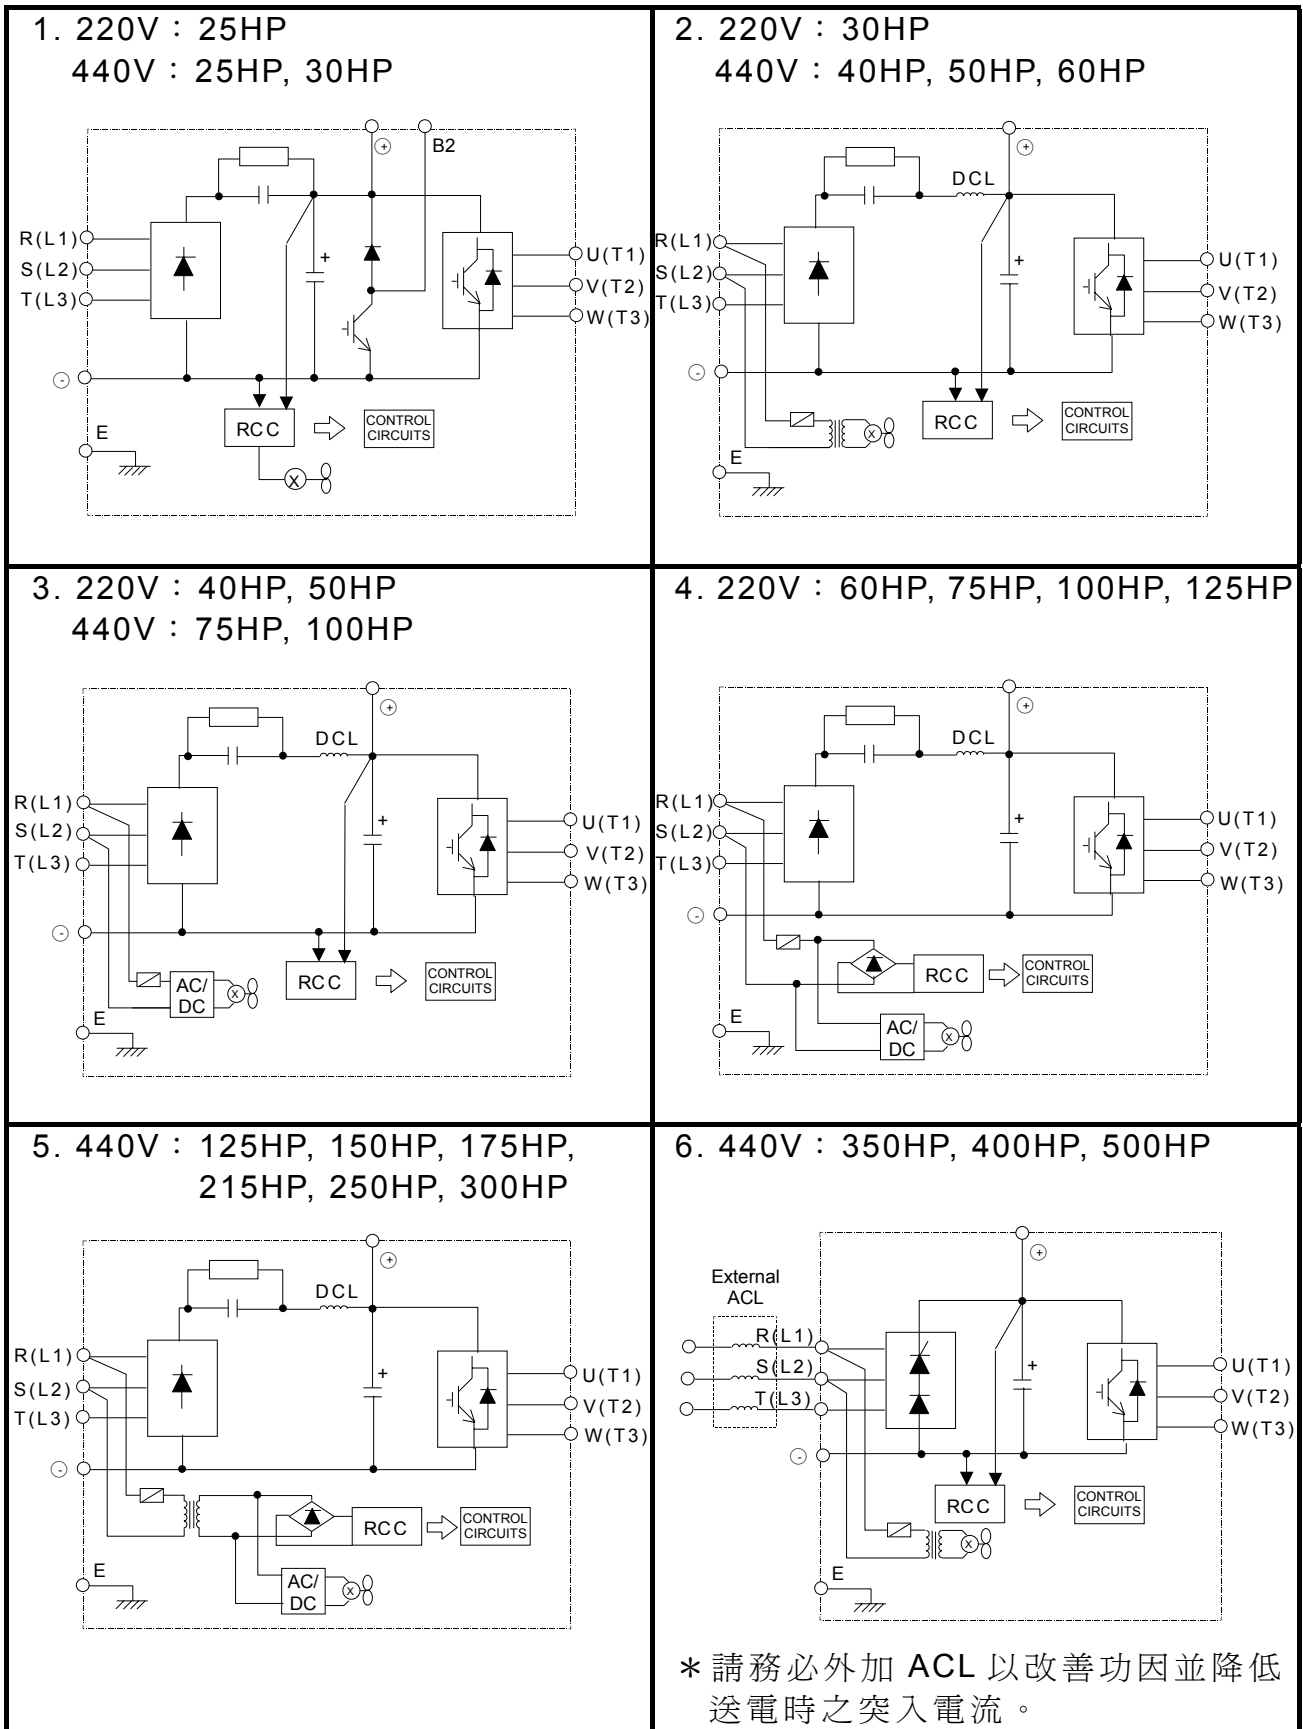 1. 220V：25HP
440V：25HP, 30HP
⊕
B2
R(L1)
S(L2)
T(L3)
+
U(T1)
V(T2)
W(T3)
⊖
RCC
CONTROL
CIRCUITS
E
X
2. 220V：30HP
440V：40HP, 50HP, 60HP
⊕
DCL
R(L1)
S(L2)
T(L3)
+
U(T1)
V(T2)
W(T3)
⊖
RCC
CONTROL
CIRCUITS
X
E
3. 220V：40HP, 50HP
440V：75HP, 100HP
⊕
DCL
R(L1)
S(L2)
T(L3)
+
U(T1)
V(T2)
W(T3)
⊖
AC/
DC
X
RCC
CONTROL
CIRCUITS
E
4. 220V：60HP, 75HP, 100HP, 125HP
⊕
DCL
R(L1)
S(L2)
T(L3)
+
U(T1)
V(T2)
W(T3)
⊖
RCC
CONTROL
CIRCUITS
E
AC/
DC
X
5. 440V：125HP, 150HP, 175HP,
215HP, 250HP, 300HP
⊕
DCL
R(L1)
S(L2)
T(L3)
+
U(T1)
V(T2)
W(T3)
⊖
RCC
CONTROL
CIRCUITS
E
AC/
DC
X
6. 440V：350HP, 400HP, 500HP
⊕
External
ACL
R(L1)
S(L2)
T(L3)
+
U(T1)
V(T2)
W(T3)
⊖
RCC
CONTROL
CIRCUITS
X
E
＊請務必外加 ACL 以改善功因並降低
送電時之突入電流。